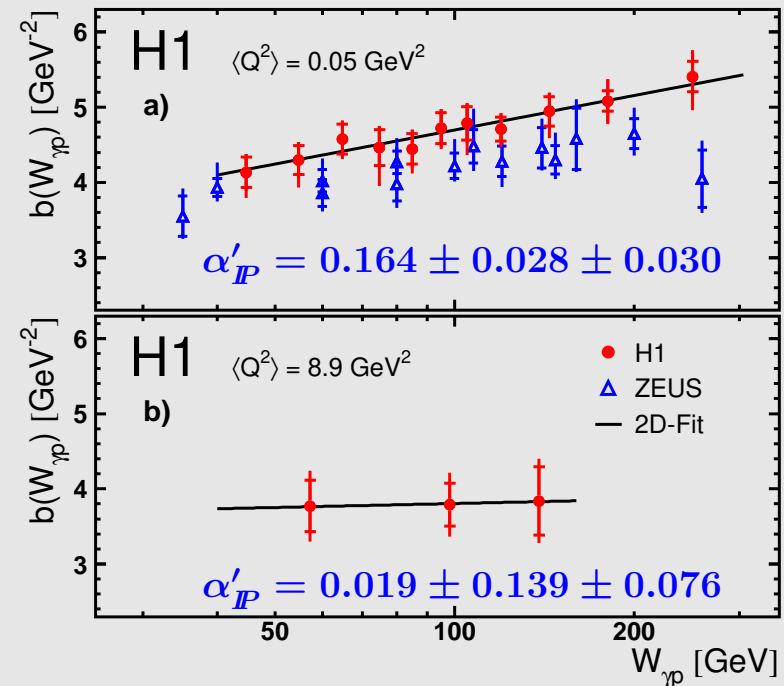 H1 ⟨Q²⟩ = 0.05 GeV²
a)
b(W_γp) [GeV⁻²]
6
5
4
3
α′_IP = 0.164 ± 0.028 ± 0.030
H1 ⟨Q²⟩ = 8.9 GeV²
b)
b(W_γp) [GeV⁻²]
6
5
4
3
H1
ZEUS
2D-Fit
α′_IP = 0.019 ± 0.139 ± 0.076
50 100 200
W_γp [GeV]